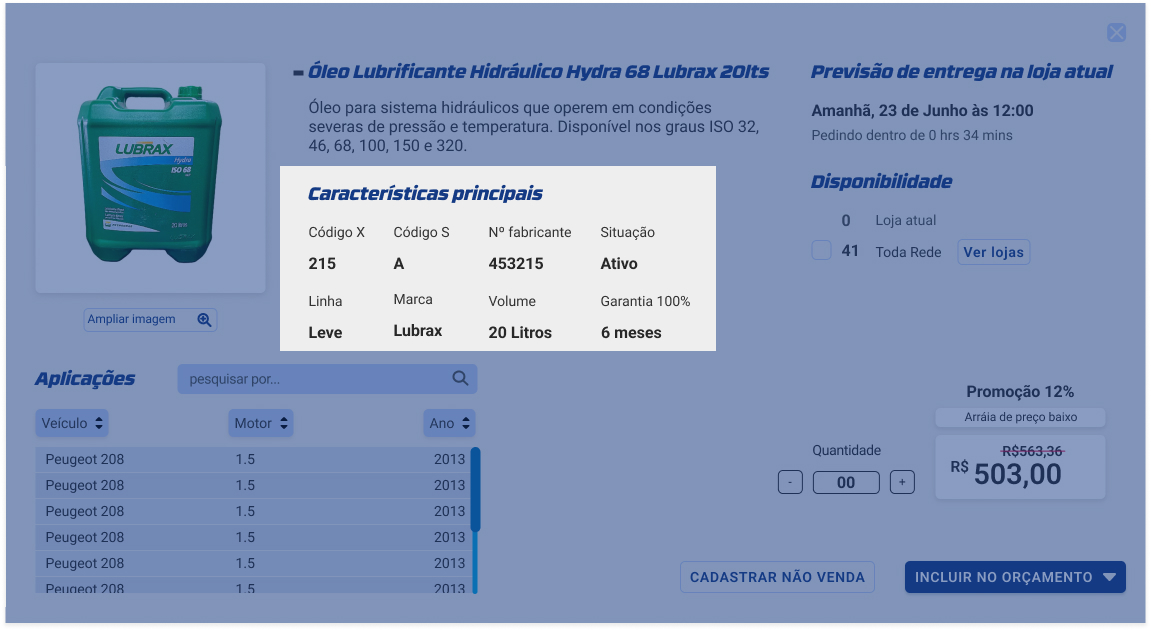 Óleo Lubrificante Hidráulico Hydra 68 Lubrax 20lts
Óleo para sistema hidráulicos que operem em condições
severas de pressão e temperatura. Disponível nos graus ISO 32,
46, 68, 100, 150 e 320.
LUBRAX
Hydra
ISO 68
Ampliar imagem
Características principais
Código X Código S Nº fabricante Situação
215 A 453215 Ativo
Linha Marca Volume Garantia 100%
Leve Lubrax 20 Litros 6 meses
Previsão de entrega na loja atual
Amanhã, 23 de Junho às 12:00
Pedindo dentro de 0 hrs 34 mins
Disponibilidade
0 Loja atual
41 Toda Rede Ver lojas
Aplicações pesquisar por...
Veículo Motor Ano
Peugeot 208 1.5 2013
Peugeot 208 1.5 2013
Peugeot 208 1.5 2013
Peugeot 208 1.5 2013
Peugeot 208 1.5 2013
Peugeot 208 1.5 2013
Quantidade
- 00 +
Promoção 12%
Arráia de preço baixo
R$563,36
R$ 503,00
CADASTRAR NÃO VENDA
INCLUIR NO ORÇAMENTO